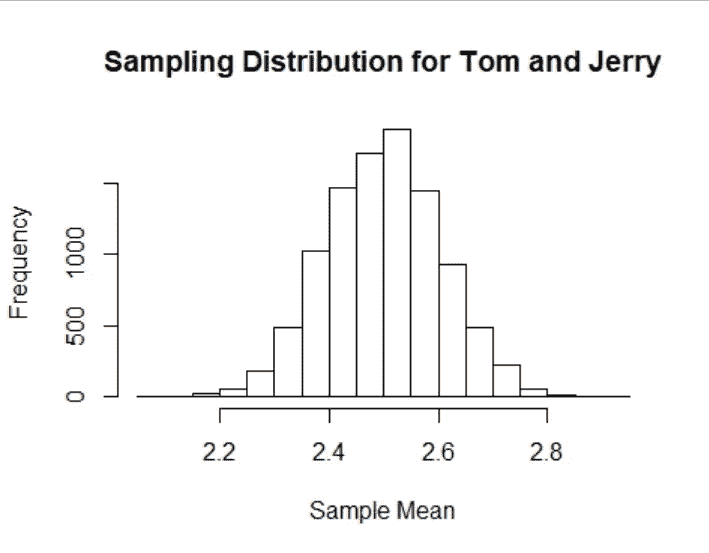 Sampling Distribution for Tom and Jerry
Frequency
1000
500
0
2.2 2.4 2.6 2.8
Sample Mean